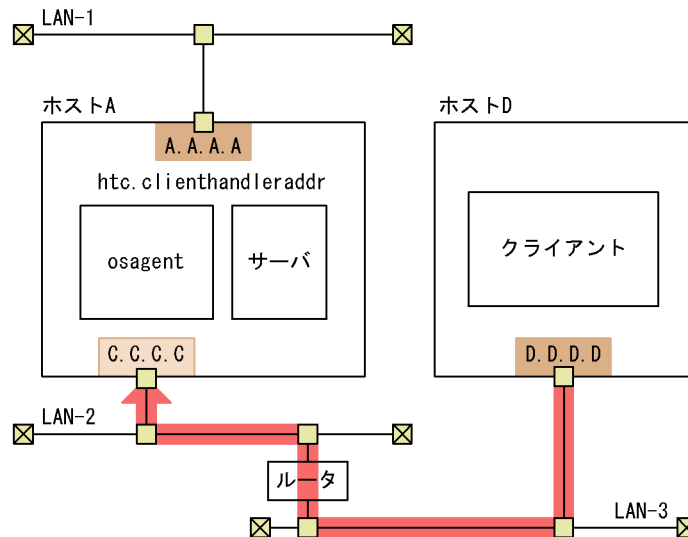 LAN-1
ホストA
ホストD
A.A.A.A
htc.clienthandleraddr
osagent
サーバ
クライアント
C.C.C.C
D.D.D.D
LAN-2
ルータ
LAN-3